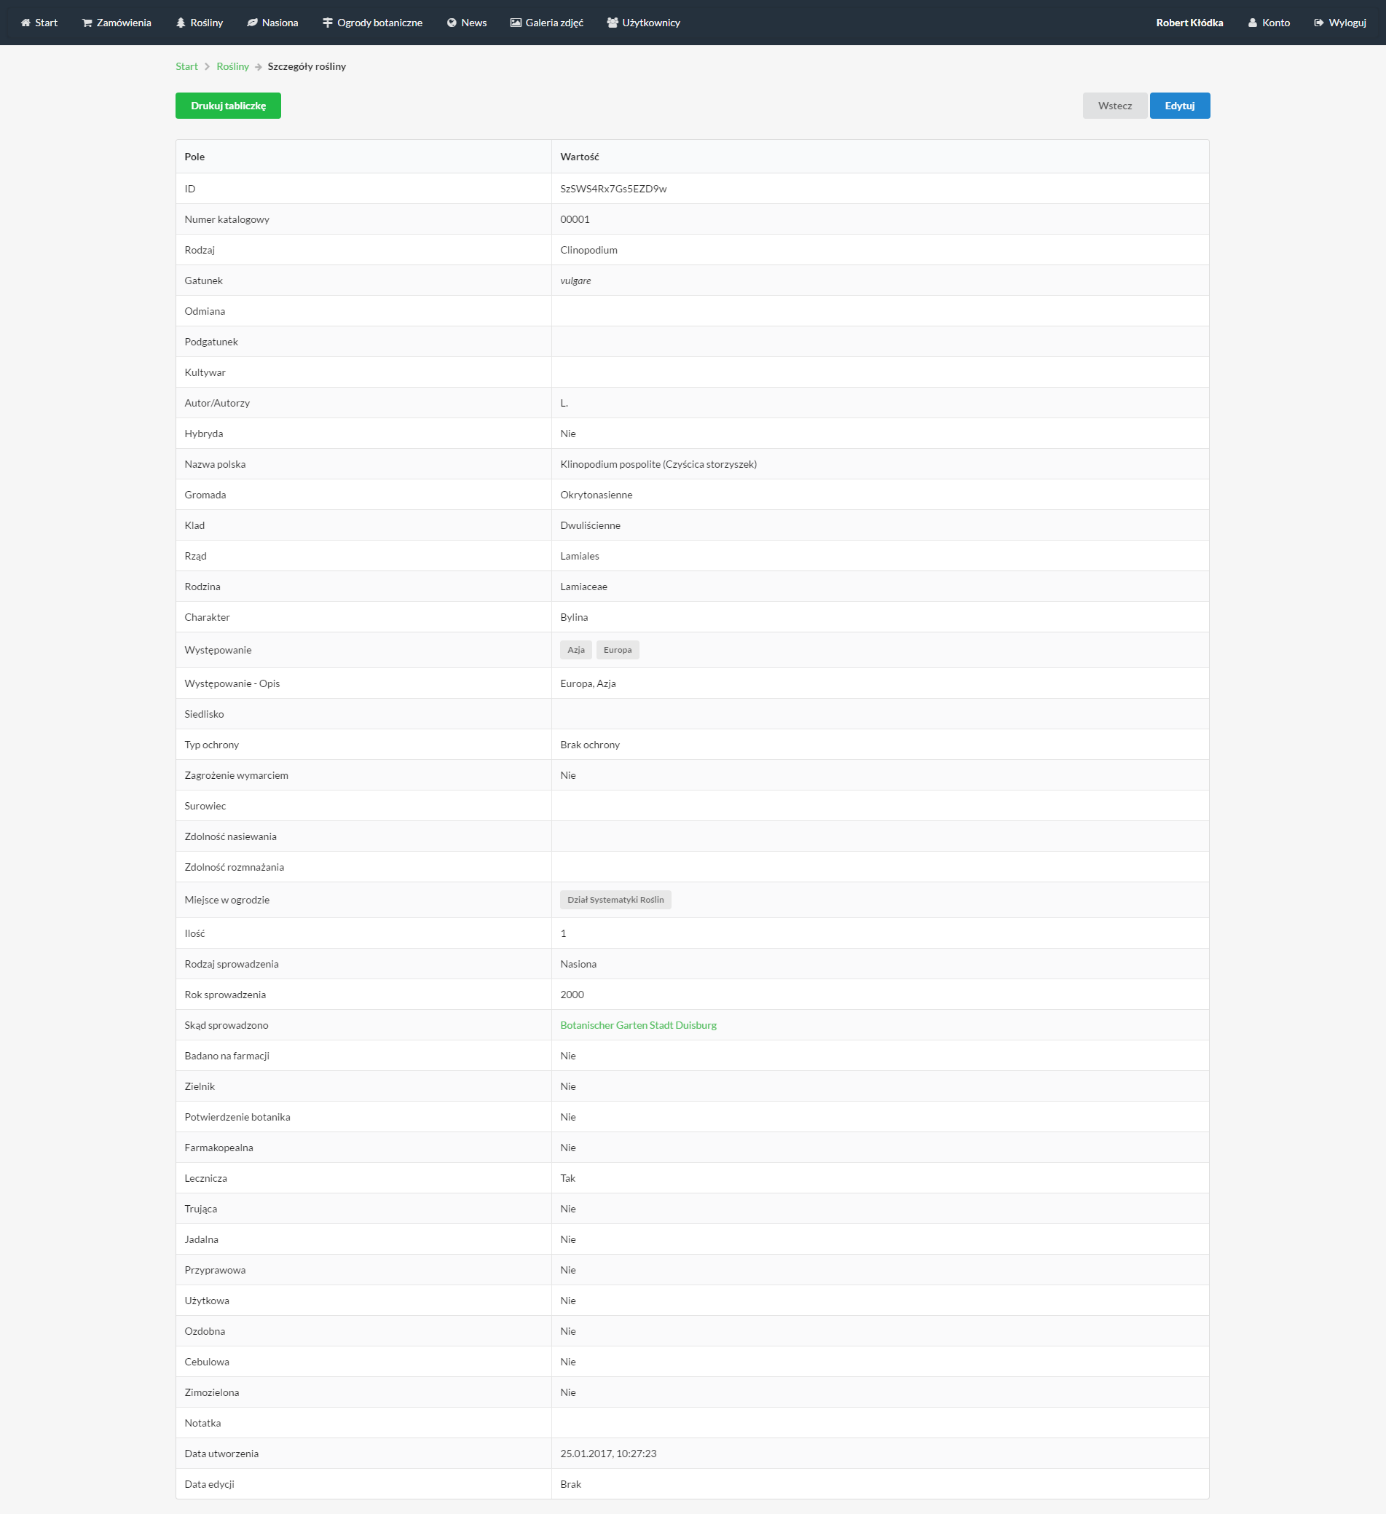 Start Zamówienia Rośliny Nasiona Ogrody botaniczne News Galeria zdjęć Użytkownicy Robert Kłódka Konto Wyloguj
Start Rośliny Szczegóły rośliny
Drukuj tabliczkę Wstecz Edytuj
Pole Wartość
ID SzSWS4Rx7Gs5EZD9w
Numer katalogowy 00001
Rodzaj Clinopodium
Gatunek vulgare
Odmiana
Podgatunek
Kultywar
Autor/Autorzy L.
Hybryda Nie
Nazwa polska Klinopodium pospolite (Czyścica storzyszek)
Gromada Okrytonasienne
Klad Dwuliścienne
Rząd Lamiales
Rodzina Lamiaceae
Charakter Bylina
Występowanie Azja Europa
Występowanie - Opis Europa, Azja
Siedlisko
Typ ochrony Brak ochrony
Zagrożenie wymarciem Nie
Surowiec
Zdolność nasiewania
Zdolność rozmnażania
Miejsce w ogrodzie Dział Systematyki Roślin
Ilość 1
Rodzaj sprowadzenia Nasiona
Rok sprowadzenia 2000
Skąd sprowadzono Botanischer Garten Stadt Duisburg
Badano na farmacji Nie
Zielnik Nie
Potwierdzenie botanika Nie
Farmakopealna Nie
Lecznicza Tak
Trująca Nie
Jadalna Nie
Przyprawowa Nie
Użytkowa Nie
Ozdobna Nie
Cebulowa Nie
Zimozielona Nie
Notatka
Data utworzenia 25.01.2017, 10:27:23
Data edycji Brak